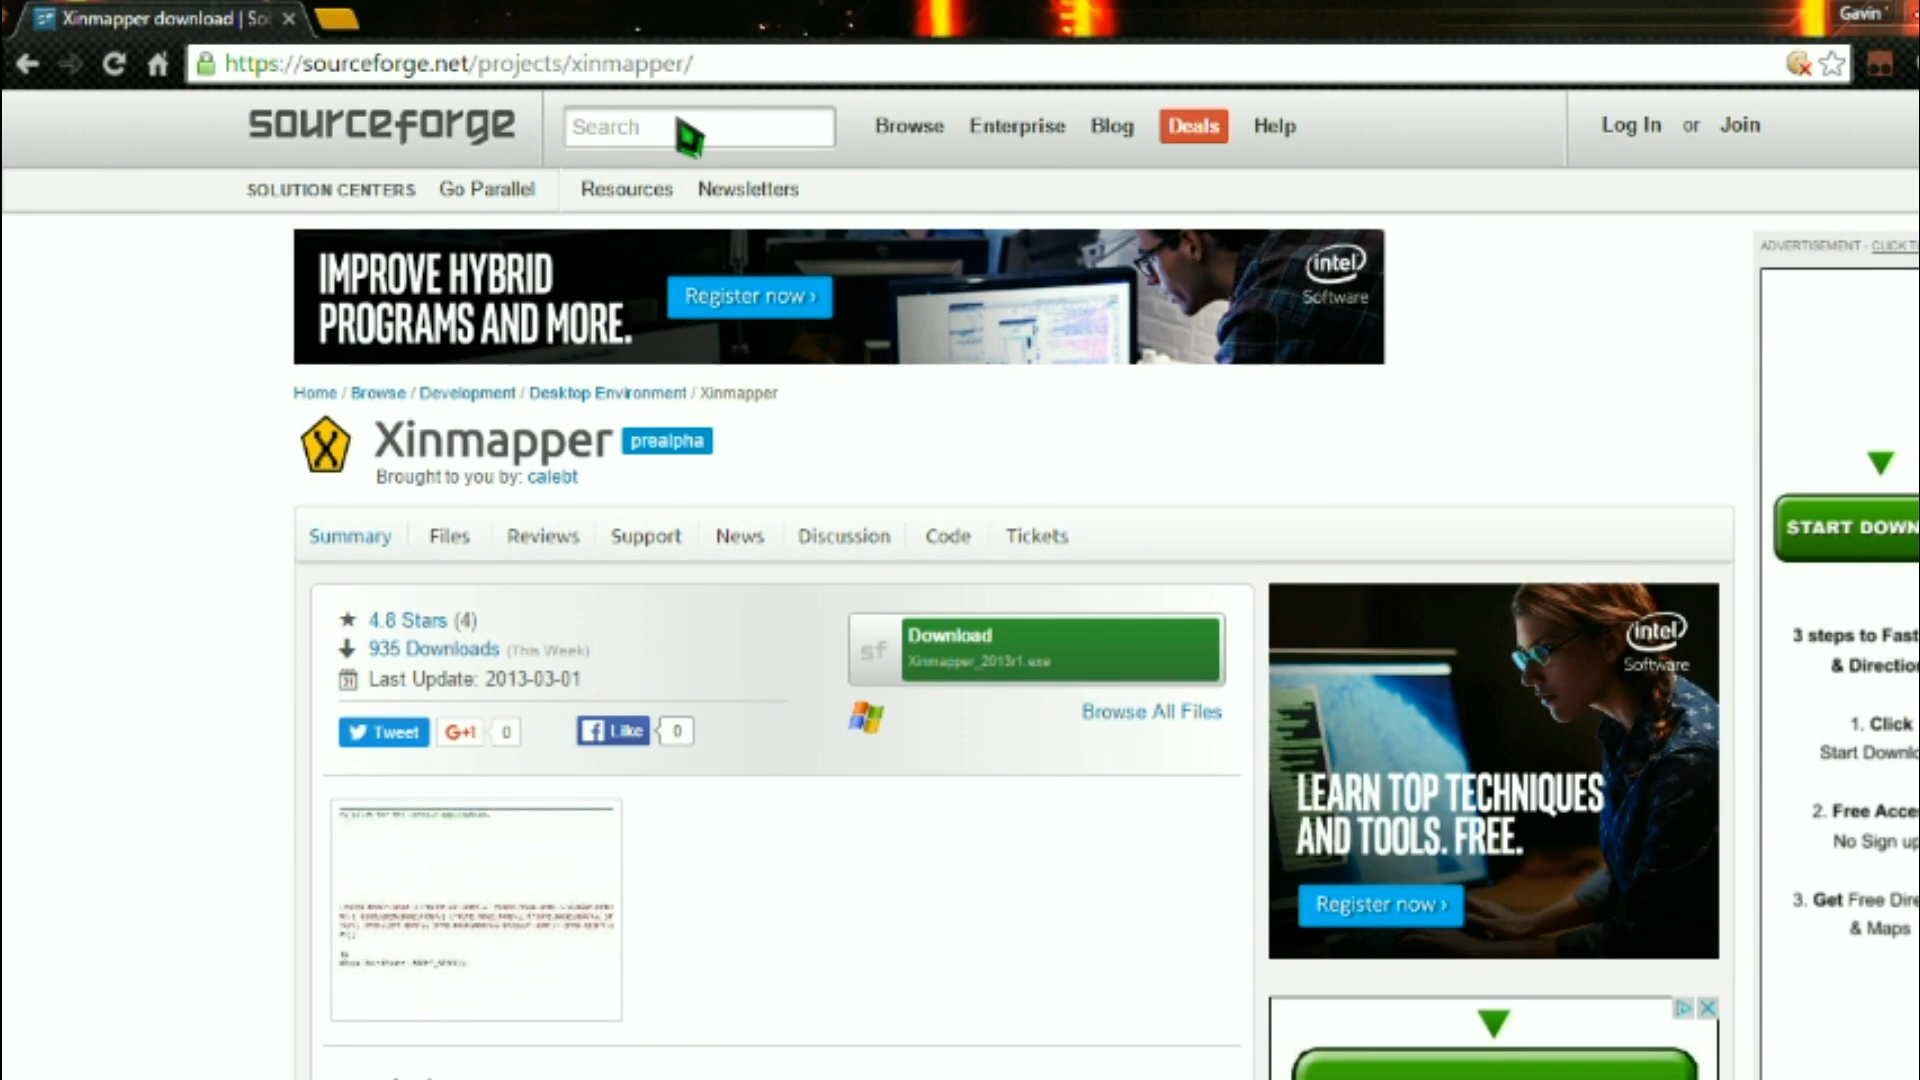 Xinmapper download | So
Gavin
https://sourceforge.net/projects/xinmapper/
sourceforge
Search
Browse Enterprise Blog Deals Help
Log In or Join
SOLUTION CENTERS Go Parallel Resources Newsletters
IMPROVE HYBRID
PROGRAMS AND MORE.
Register now ›
intel
Software
ADVERTISEMENT - CLICK T
Home / Browse / Development / Desktop Environment / Xinmapper
Xinmapper prealpha
Brought to you by: calebt
Summary Files Reviews Support News Discussion Code Tickets
START DOWN
4.8 Stars (4)
935 Downloads (This Week)
Last Update: 2013-03-01
sf
Download
Xinmapper_2013r1.exe
Browse All Files
Tweet G+1 0 Like 0
intel
Software
LEARN TOP TECHNIQUES
AND TOOLS. FREE.
Register now ›
3 steps to Fast
& Directio
1. Click
Start Downlo
2. Free Acce
No Sign up
3. Get Free Dire
& Maps